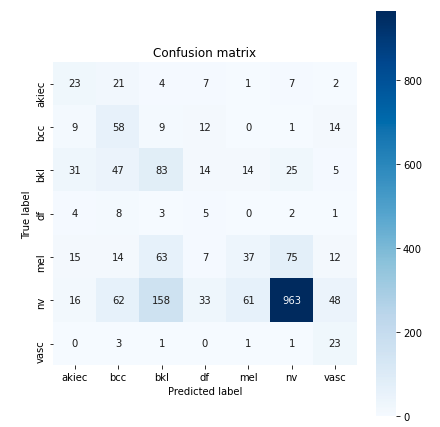 Confusion matrix
akiec 23 21 4 7 1 7 2
bcc 9 58 9 12 0 1 14
bkl 31 47 83 14 14 25 5
df 4 8 3 5 0 2 1
mel 15 14 63 7 37 75 12
nv 16 62 158 33 61 963 48
vasc 0 3 1 0 1 1 23
akiec bcc bkl df mel nv vasc
Predicted label
True label
800
600
400
200
0